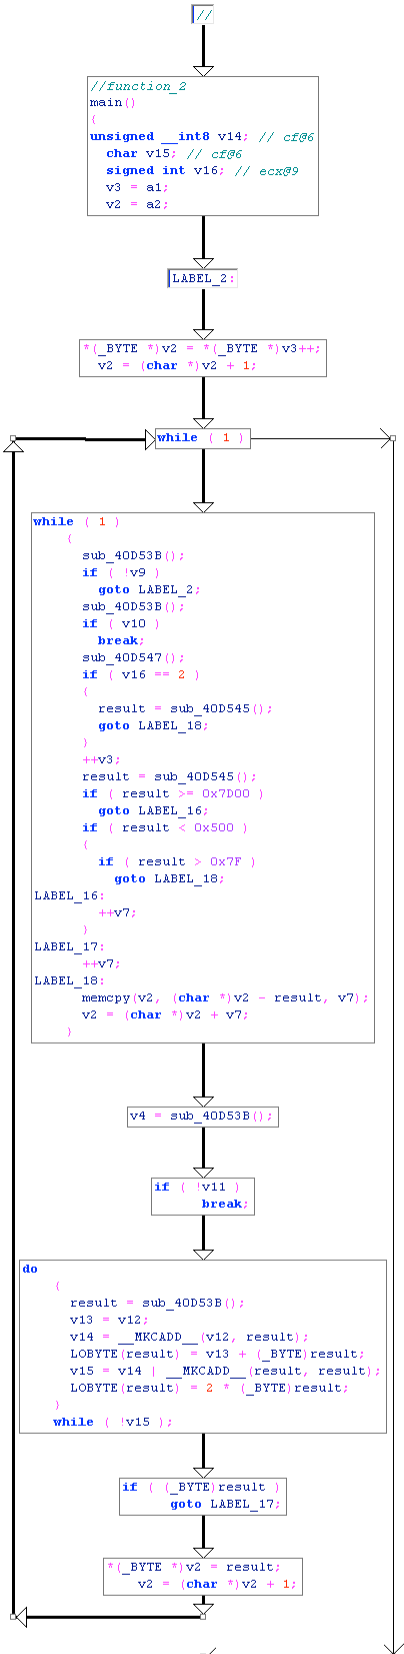 //
//function_2
main()
{
unsigned __int8 v14; // cf@6
char v15; // cf@6
signed int v16; // ecx@9
v3 = a1;
v2 = a2;
LABEL_2:
*(_BYTE *)v2 = *(_BYTE *)v3++;
v2 = (char *)v2 + 1;
while ( 1 )
while ( 1 )
{
sub_40D53B();
if ( !v9 )
goto LABEL_2;
sub_40D53B();
if ( v10 )
break;
sub_40D547();
if ( v16 == 2 )
{
result = sub_40D545();
goto LABEL_18;
}
++v3;
result = sub_40D545();
if ( result >= 0x7D00 )
goto LABEL_16;
if ( result < 0x500 )
{
if ( result > 0x7F )
goto LABEL_18;
LABEL_16:
++v7;
}
LABEL_17:
++v7;
LABEL_18:
memcpy(v2, (char *)v2 - result, v7);
v2 = (char *)v2 + v7;
}
v4 = sub_40D53B();
if ( !v11 )
break;
do
{
result = sub_40D53B();
v13 = v12;
v14 = __MKCADD__(v12, result);
LOBYTE(result) = v13 + (_BYTE)result;
v15 = v14 | __MKCADD__(result, result);
LOBYTE(result) = 2 * (_BYTE)result;
}
while ( !v15 );
if ( (_BYTE)result )
goto LABEL_17;
*(_BYTE *)v2 = result;
v2 = (char *)v2 + 1;